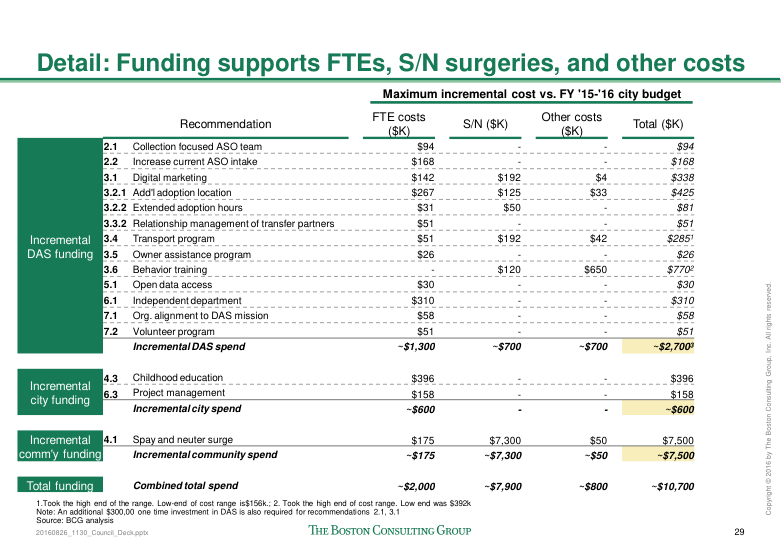 Detail: Funding supports FTEs, S/N surgeries, and other costs
Maximum incremental cost vs. FY '15-'16 city budget
Recommendation FTE costs ($K) S/N ($K) Other costs ($K) Total ($K)
Incremental DAS funding
2.1 Collection focused ASO team $94 - - $94
2.2 Increase current ASO intake $168 - - $168
3.1 Digital marketing $142 $192 $4 $338
3.2.1 Add'l adoption location $267 $125 $33 $425
3.2.2 Extended adoption hours $31 $50 - $81
3.3.2 Relationship management of transfer partners $51 - - $51
3.4 Transport program $51 $192 $42 $285¹
3.5 Owner assistance program $26 - - $26
3.6 Behavior training - $120 $650 $770²
5.1 Open data access $30 - - $30
6.1 Independent department $310 - - $310
7.1 Org. alignment to DAS mission $58 - - $58
7.2 Volunteer program $51 - - $51
Incremental DAS spend ~$1,300 ~$700 ~$700 ~$2,700³
Incremental city funding
4.3 Childhood education $396 - - $396
6.3 Project management $158 - - $158
Incremental city spend ~$600 - - ~$600
Incremental comm'y funding
4.1 Spay and neuter surge $175 $7,300 $50 $7,500
Incremental community spend ~$175 ~$7,300 ~$50 ~$7,500
Total funding Combined total spend ~$2,000 ~$7,900 ~$800 ~$10,700
1.Took the high end of the range. Low-end of cost range is$156k.; 2. Took the high end of cost range. Low end was $392k
Note: An additional $300,00 one time investment in DAS is also required for recommendations 2.1, 3.1
Source: BCG analysis
20160826_1130_Council_Deck.pptx
THE BOSTON CONSULTING GROUP
29
Copyright © 2016 by The Boston Consulting Group, Inc. All rights reserved.